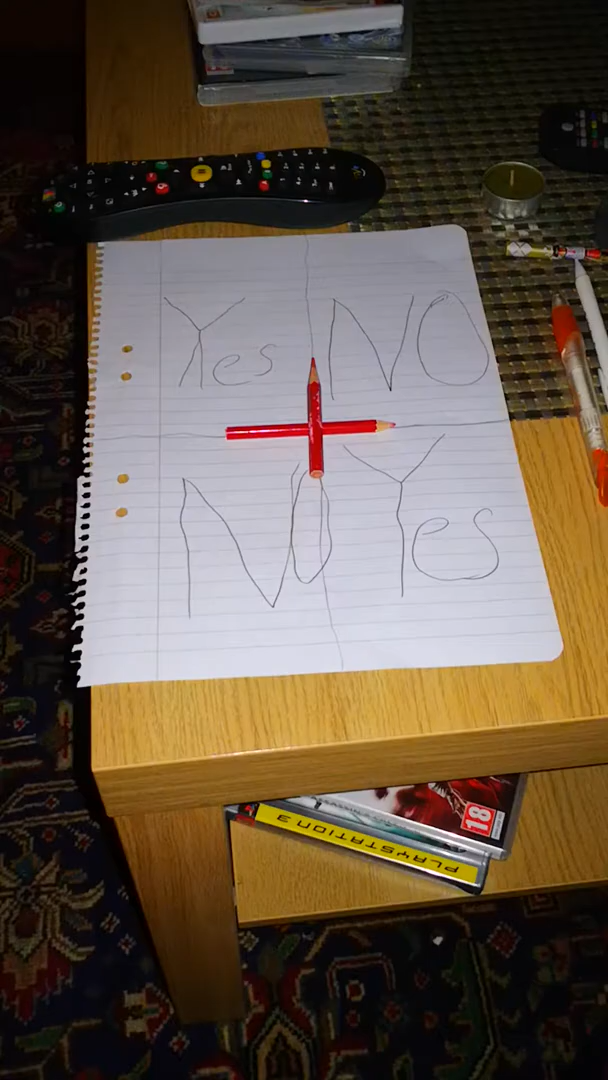 Yes NO
NO Yes
18
PLAYSTATION 3